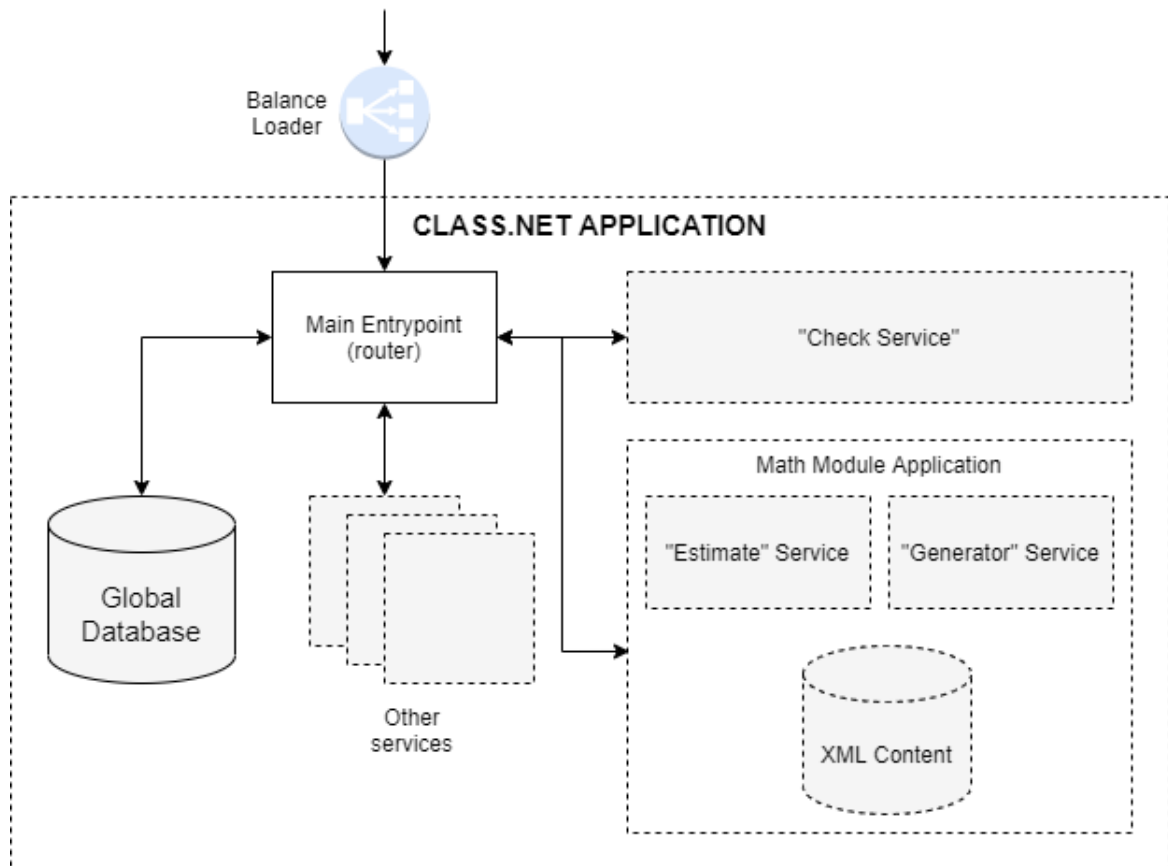 Balance
Loader
CLASS.NET APPLICATION
Main Entrypoint
(router)
"Check Service"
Math Module Application
"Estimate" Service
"Generator" Service
Global
Database
Other
services
XML Content